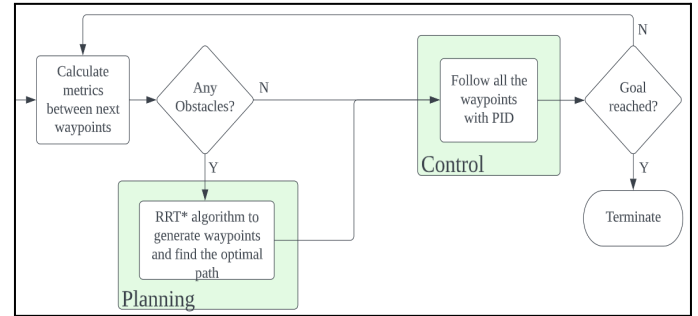 N
Calculate
metrics
between next
waypoints
Any
Obstacles?
N
Y
Follow all the
waypoints
with PID
Control
Goal
reached?
Y
Terminate
RRT* algorithm to
generate waypoints
and find the optimal
path
Planning